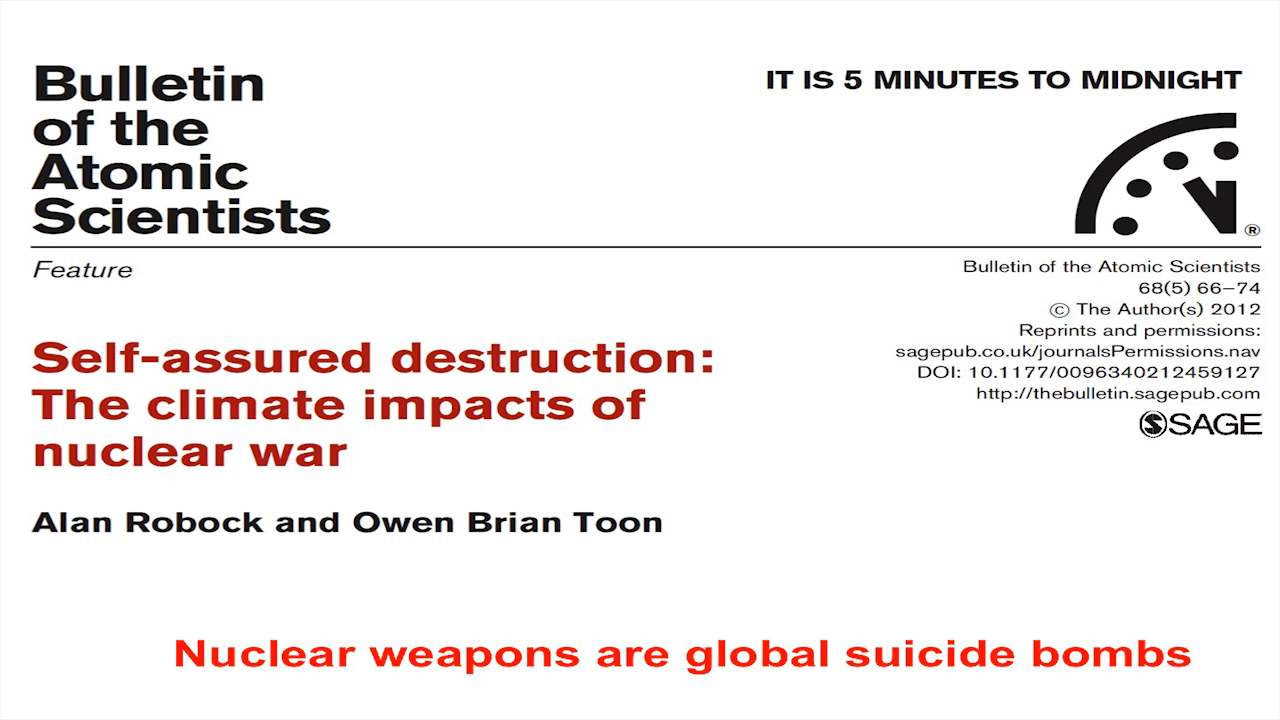 Bulletin
of the
Atomic
Scientists
IT IS 5 MINUTES TO MIDNIGHT
®
Feature
Bulletin of the Atomic Scientists
68(5) 66–74
© The Author(s) 2012
Reprints and permissions:
sagepub.co.uk/journalsPermissions.nav
DOI: 10.1177/0096340212459127
http://thebulletin.sagepub.com
SAGE
Self-assured destruction:
The climate impacts of
nuclear war
Alan Robock and Owen Brian Toon
Nuclear weapons are global suicide bombs